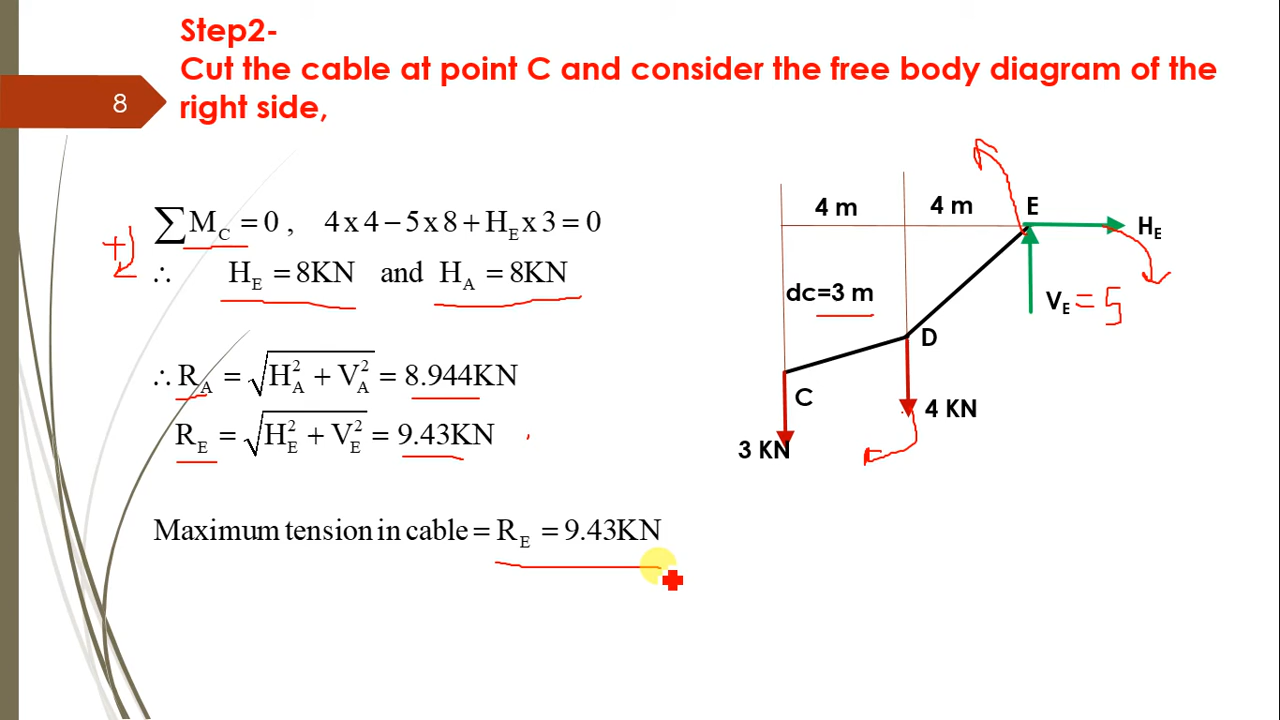 Step2-
Cut the cable at point C and consider the free body diagram of the
right side,
8
∑M_C = 0 , 4 x 4 − 5 x 8 + H_E x 3 = 0
+
∴ H_E = 8KN and H_A = 8KN
∴ R_A = √(H_A² + V_A²) = 8.944KN
R_E = √(H_E² + V_E²) = 9.43KN
Maximum tension in cable = R_E = 9.43KN
4 m
4 m
E
H_E
dc=3 m
V_E = 5
D
C
4 KN
3 KN